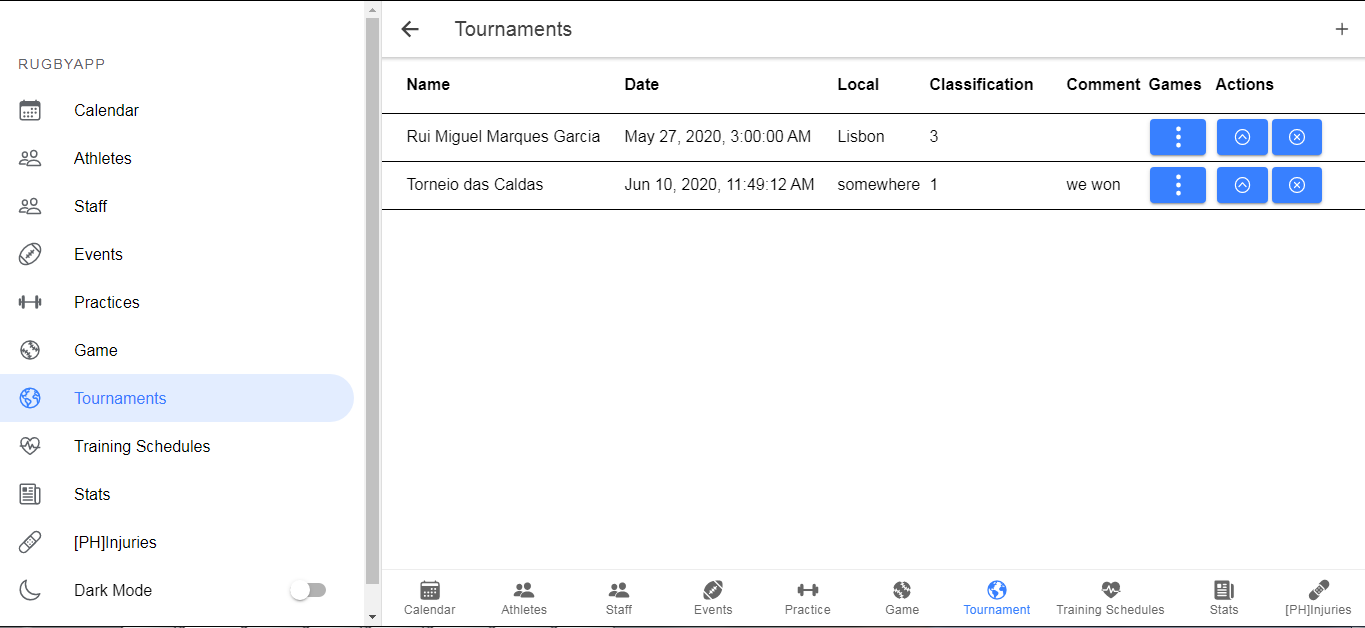 RUGBYAPP
Calendar
Athletes
Staff
Events
Practices
Game
Tournaments
Training Schedules
Stats
[PH]Injuries
Dark Mode
Tournaments
Name Date Local Classification Comment Games Actions
Rui Miguel Marques Garcia May 27, 2020, 3:00:00 AM Lisbon 3
Torneio das Caldas Jun 10, 2020, 11:49:12 AM somewhere 1 we won
Calendar Athletes Staff Events Practice Game Tournament Training Schedules Stats [PH]Injuries